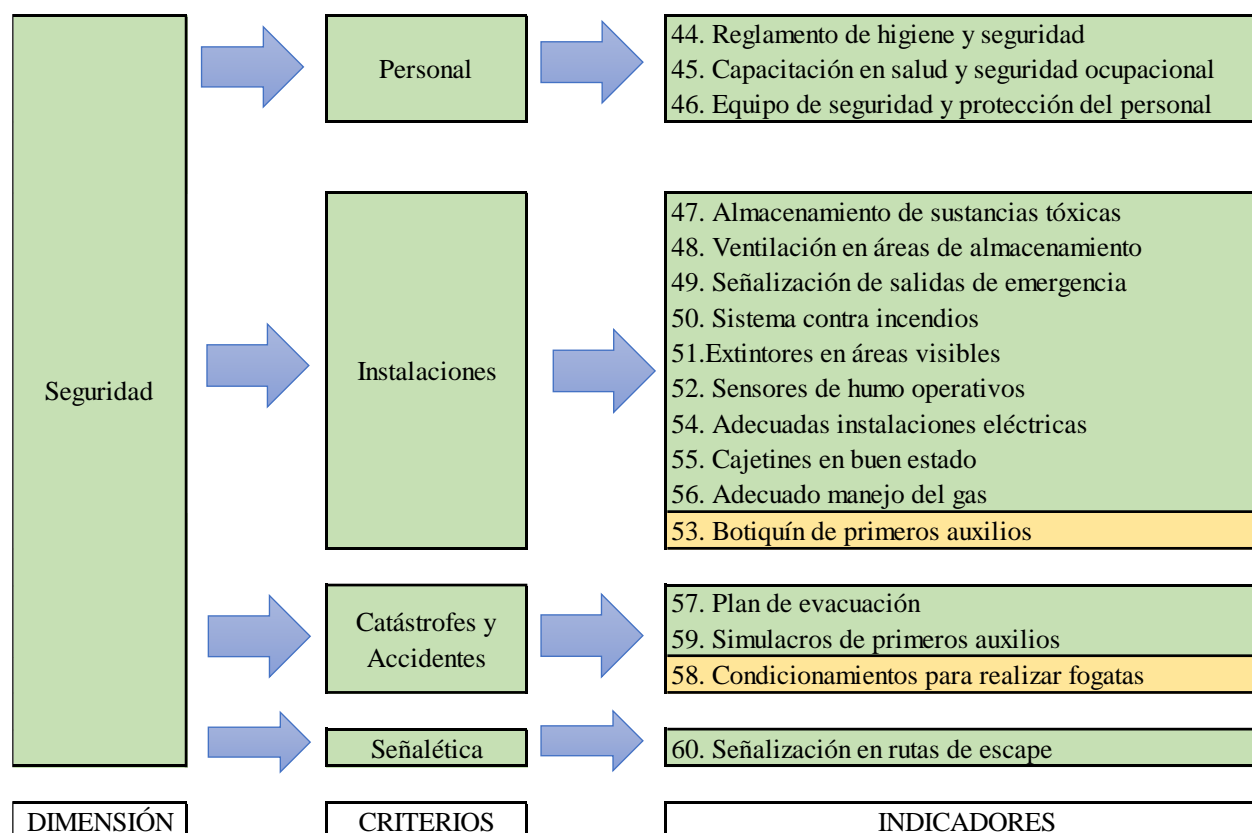 Seguridad
Personal
44. Reglamento de higiene y seguridad
45. Capacitación en salud y seguridad ocupacional
46. Equipo de seguridad y protección del personal
Instalaciones
47. Almacenamiento de sustancias tóxicas
48. Ventilación en áreas de almacenamiento
49. Señalización de salidas de emergencia
50. Sistema contra incendios
51.Extintores en áreas visibles
52. Sensores de humo operativos
54. Adecuadas instalaciones eléctricas
55. Cajetines en buen estado
56. Adecuado manejo del gas
53. Botiquín de primeros auxilios
Catástrofes y
Accidentes
57. Plan de evacuación
59. Simulacros de primeros auxilios
58. Condicionamientos para realizar fogatas
Señalética
60. Señalización en rutas de escape
DIMENSIÓN
CRITERIOS
INDICADORES